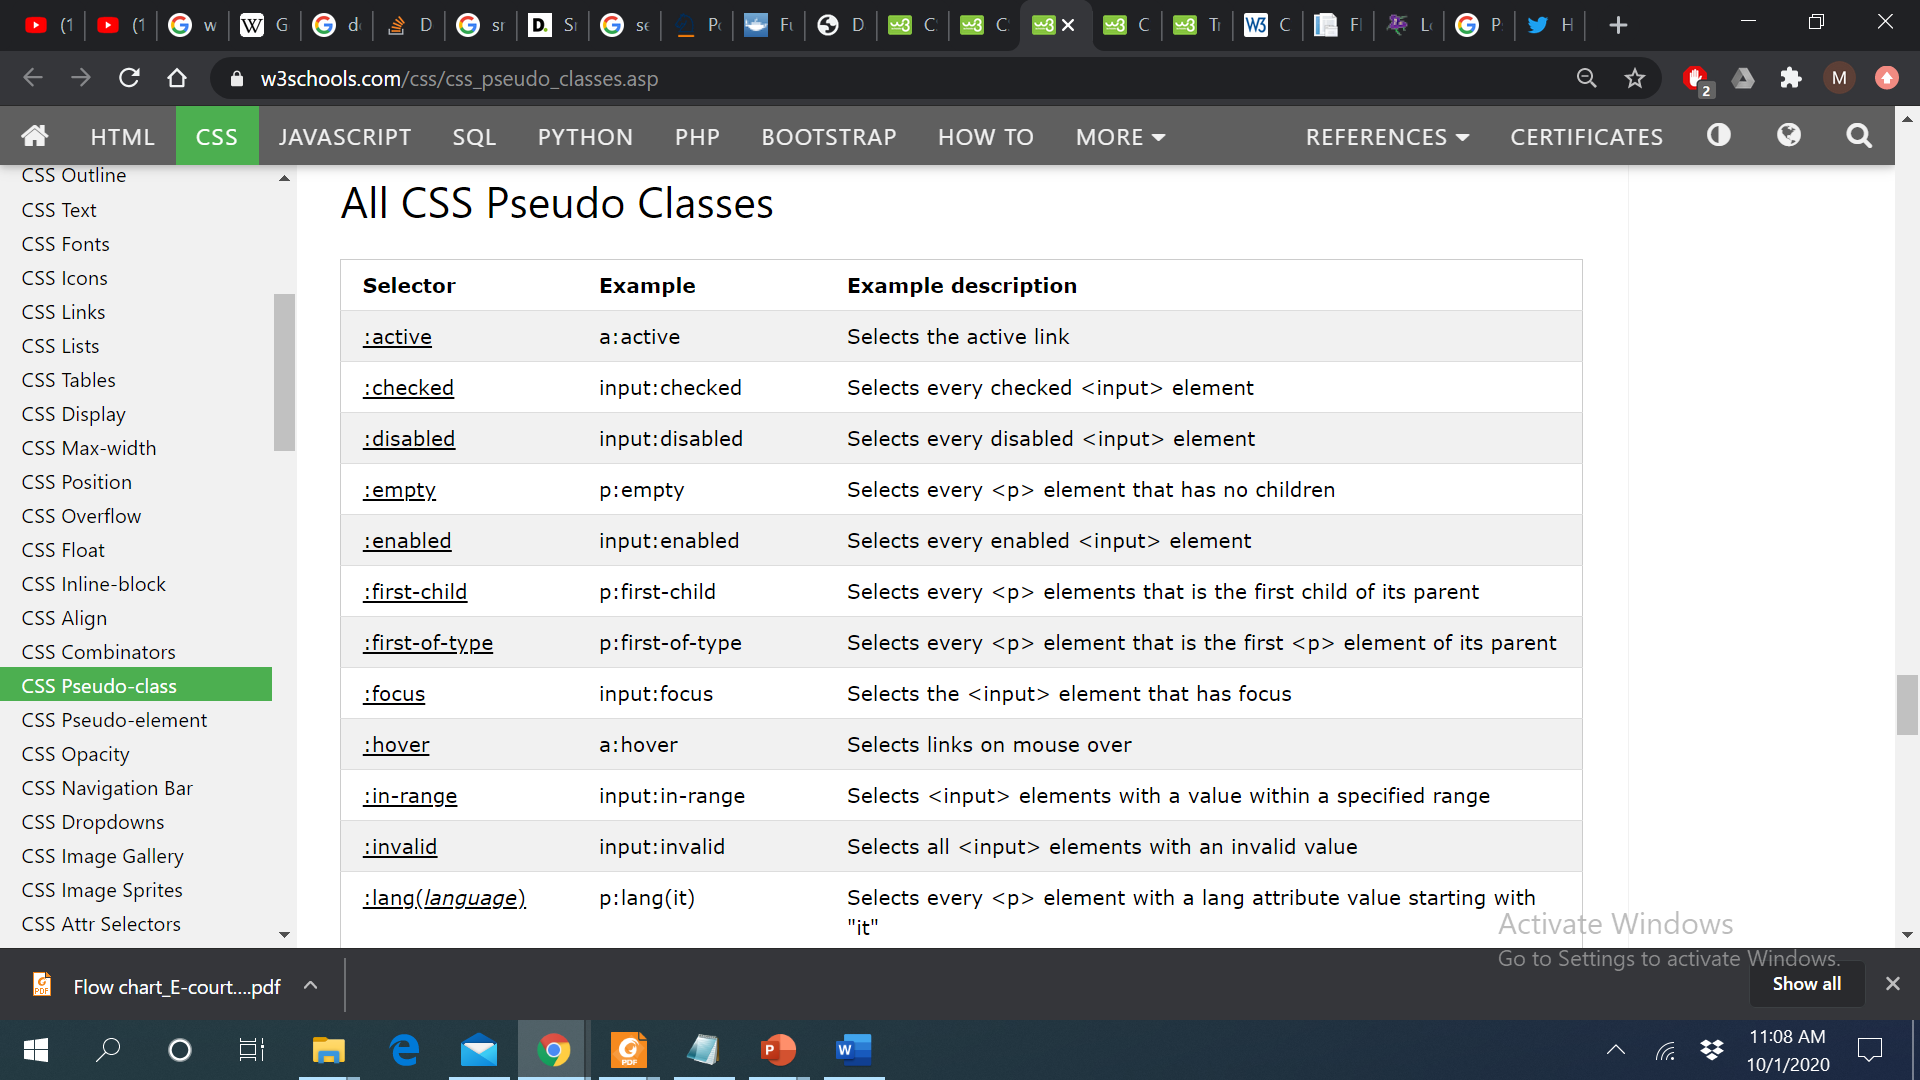 (1
(1
w
G
d
D
sr
Si
se
Po
Fu
D
C
C
C
Tr
C
Fl
Lo
P
H
w3schools.com/css/css_pseudo_classes.asp
2
M
HTML CSS JAVASCRIPT SQL PYTHON PHP BOOTSTRAP HOW TO MORE REFERENCES CERTIFICATES
CSS Outline
CSS Text
CSS Fonts
CSS Icons
CSS Links
CSS Lists
CSS Tables
CSS Display
CSS Max-width
CSS Position
CSS Overflow
CSS Float
CSS Inline-block
CSS Align
CSS Combinators
CSS Pseudo-class
CSS Pseudo-element
CSS Opacity
CSS Navigation Bar
CSS Dropdowns
CSS Image Gallery
CSS Image Sprites
CSS Attr Selectors
All CSS Pseudo Classes
Selector Example Example description
:active a:active Selects the active link
:checked input:checked Selects every checked <input> element
:disabled input:disabled Selects every disabled <input> element
:empty p:empty Selects every <p> element that has no children
:enabled input:enabled Selects every enabled <input> element
:first-child p:first-child Selects every <p> elements that is the first child of its parent
:first-of-type p:first-of-type Selects every <p> element that is the first <p> element of its parent
:focus input:focus Selects the <input> element that has focus
:hover a:hover Selects links on mouse over
:in-range input:in-range Selects <input> elements with a value within a specified range
:invalid input:invalid Selects all <input> elements with an invalid value
:lang(language) p:lang(it) Selects every <p> element with a lang attribute value starting with
"it"
Activate Windows
Go to Settings to activate Windows.
Flow chart_E-court....pdf
Show all
11:08 AM
10/1/2020